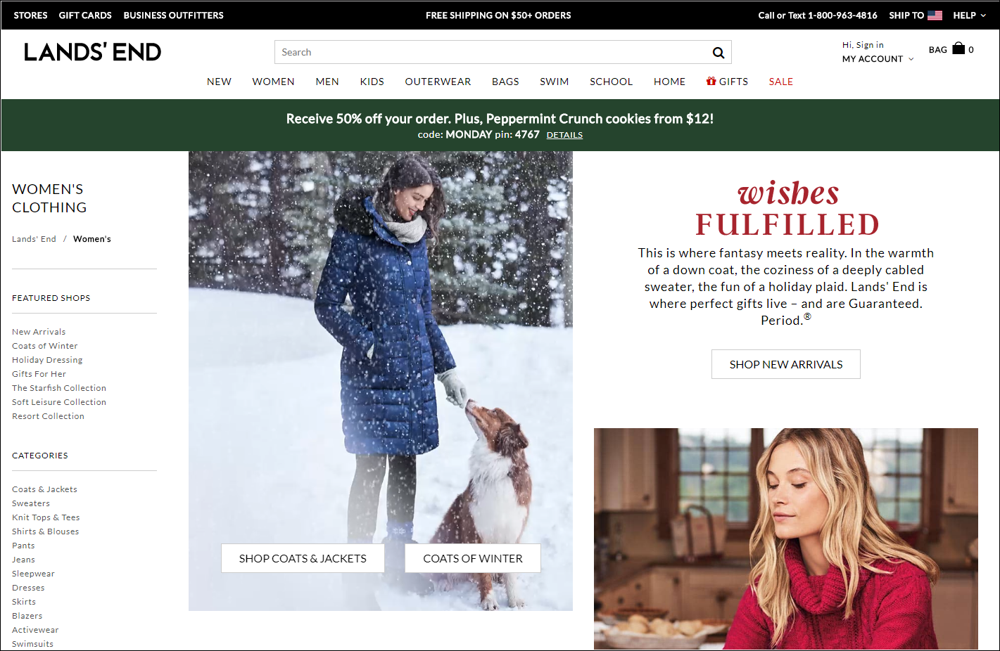 STORES GIFT CARDS BUSINESS OUTFITTERS FREE SHIPPING ON $50+ ORDERS Call or Text 1-800-963-4816 SHIP TO HELP
LANDS' END
Search
Hi, Sign in
MY ACCOUNT
BAG 0
NEW WOMEN MEN KIDS OUTERWEAR BAGS SWIM SCHOOL HOME GIFTS SALE
Receive 50% off your order. Plus, Peppermint Crunch cookies from $12!
code: MONDAY pin: 4767 DETAILS
WOMEN'S
CLOTHING
Lands' End / Women's
FEATURED SHOPS
New Arrivals
Coats of Winter
Holiday Dressing
Gifts For Her
The Starfish Collection
Soft Leisure Collection
Resort Collection
CATEGORIES
Coats & Jackets
Sweaters
Knit Tops & Tees
Shirts & Blouses
Pants
Jeans
Sleepwear
Dresses
Skirts
Blazers
Activewear
Swimsuits
SHOP COATS & JACKETS
COATS OF WINTER
wishes
FULFILLED
This is where fantasy meets reality. In the warmth
of a down coat, the coziness of a deeply cabled
sweater, the fun of a holiday plaid. Lands' End is
where perfect gifts live – and are Guaranteed.
Period.®
SHOP NEW ARRIVALS